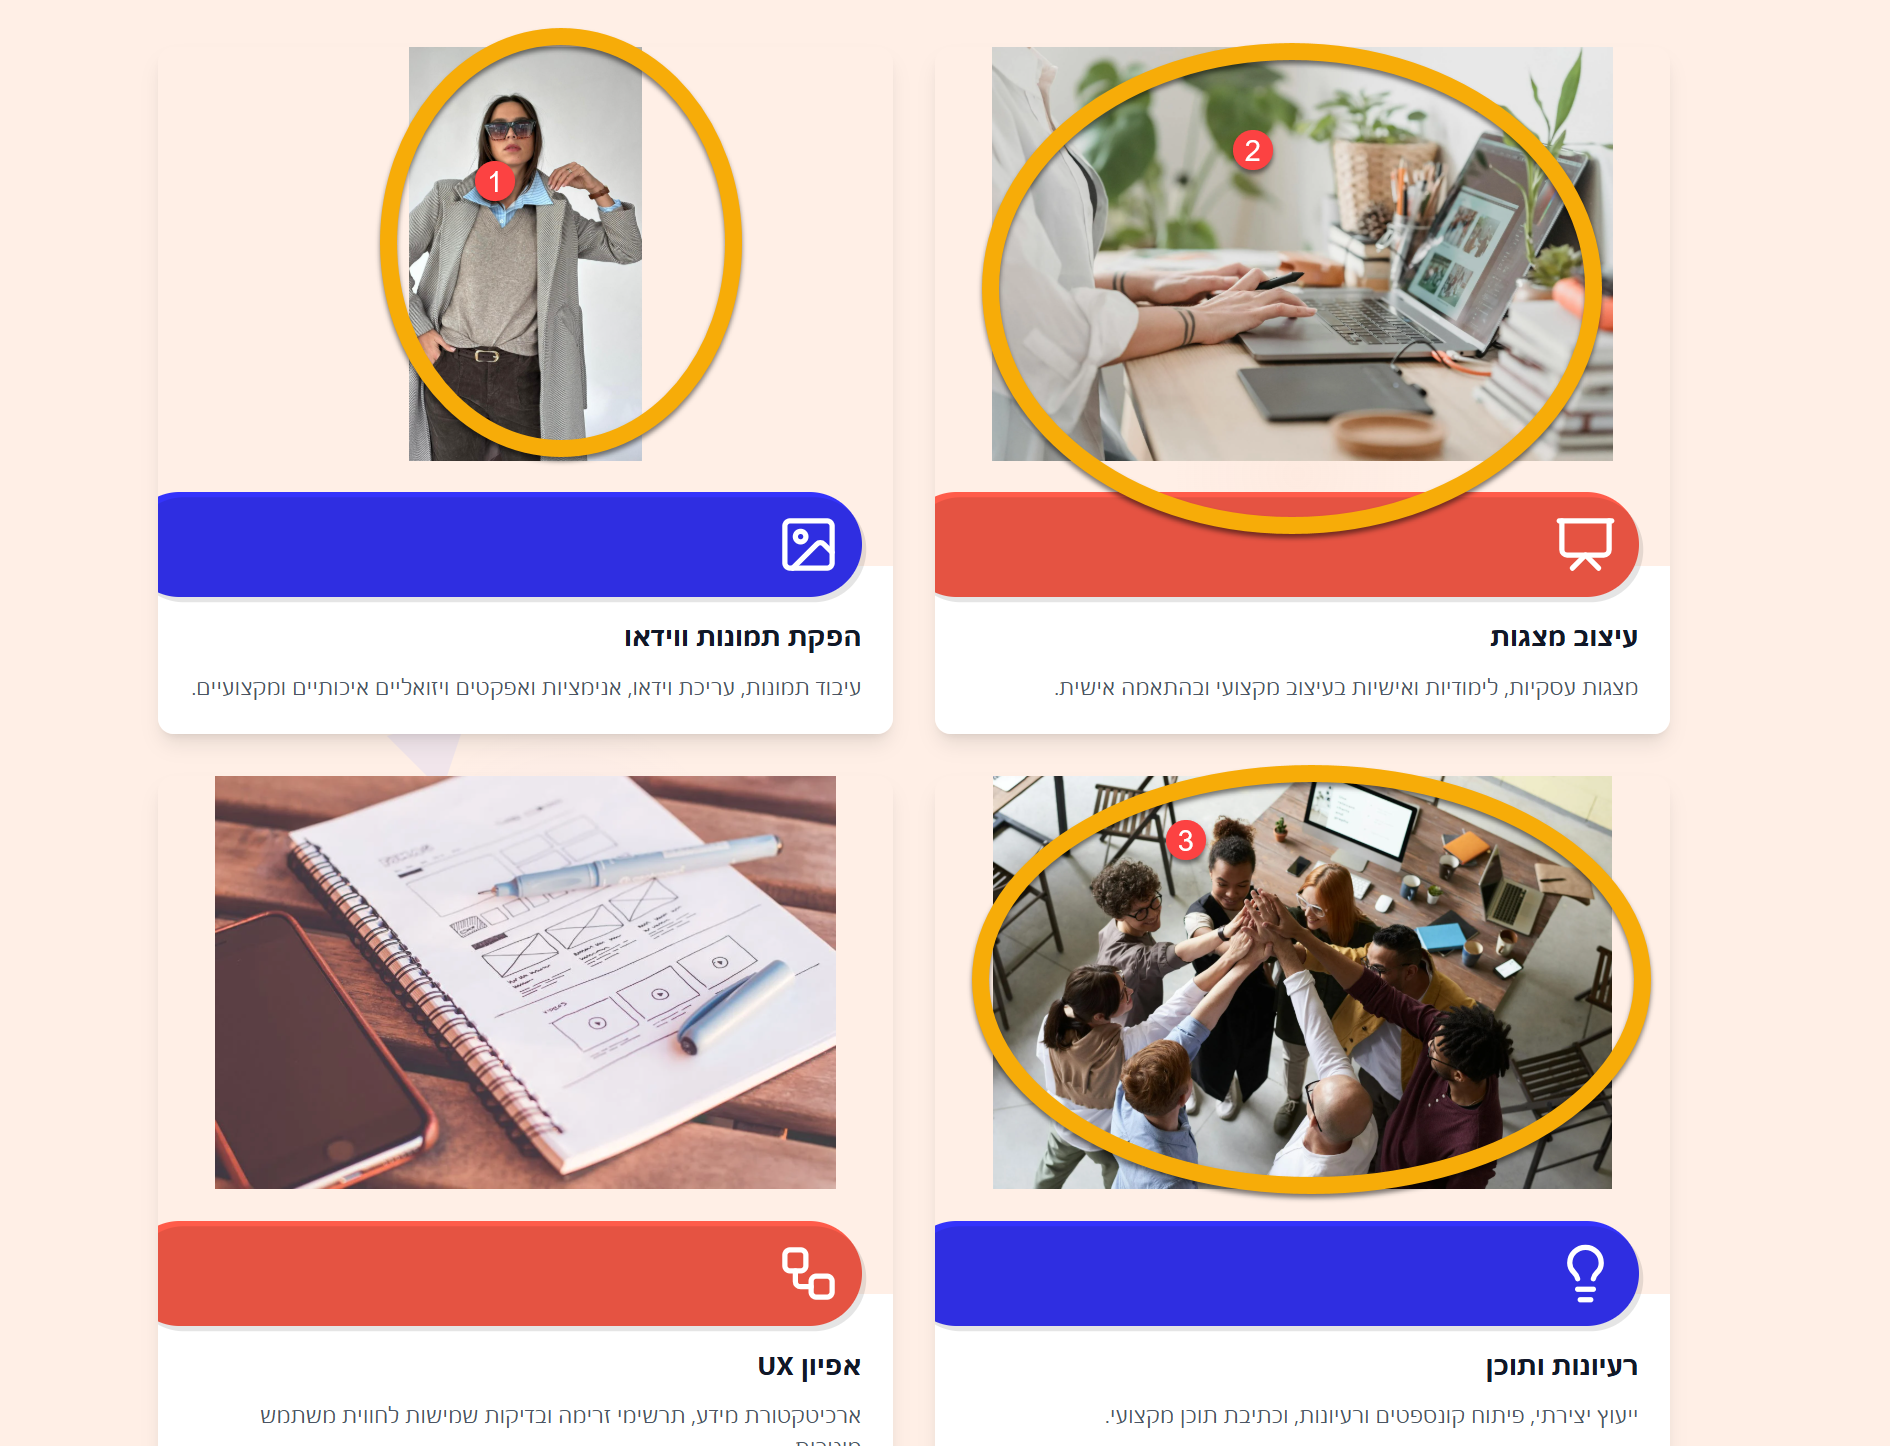 2
1
עיצוב מצגות
מצגות עסקיות, לימודיות ואישיות בעיצוב מקצועי ובהתאמה אישית.
הפקת תמונות ווידאו
עיבוד תמונות, עריכת וידאו, אנימציות ואפקטים ויזואליים איכותיים ומקצועיים.
3
רעיונות ותוכן
ייעוץ יצירתי, פיתוח קונספטים ורעיונות, וכתיבת תוכן מקצועי.
אפיון UX
ארכיטקטורת מידע, תרשימי זרימה ובדיקות שמישות לחווית משתמש